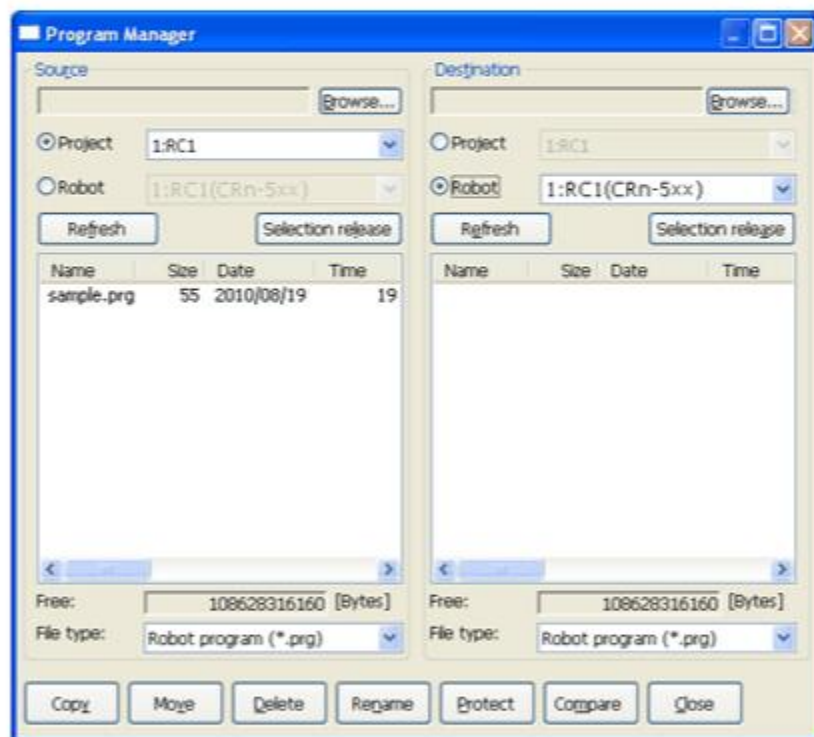 Program Manager
Source
Browse...
Project 1:RC1
Robot 1:RC1(CRn-5xx)
Refresh Selection release
Name Size Date Time
sample.prg 55 2010/08/19 19
Free: 108628316160 [Bytes]
File type: Robot program (*.prg)
Destination
Browse...
Project 1:RC1
Robot 1:RC1(CRn-5xx)
Refresh Selection release
Name Size Date Time
Free: 108628316160 [Bytes]
File type: Robot program (*.prg)
Copy Move Delete Rename Protect Compare Close